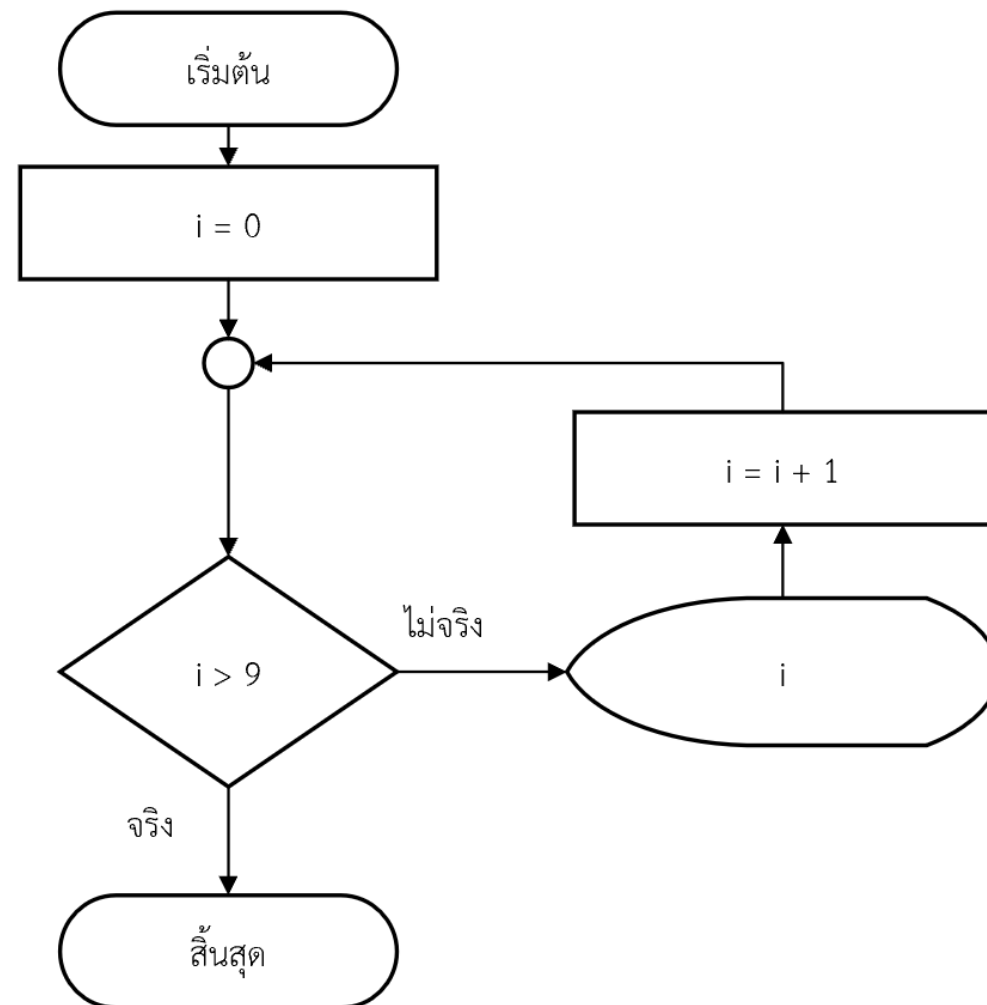 เริ่มต้น
i = 0
i = i + 1
ไม่จริง
i > 9
i
จริง
สิ้นสุด